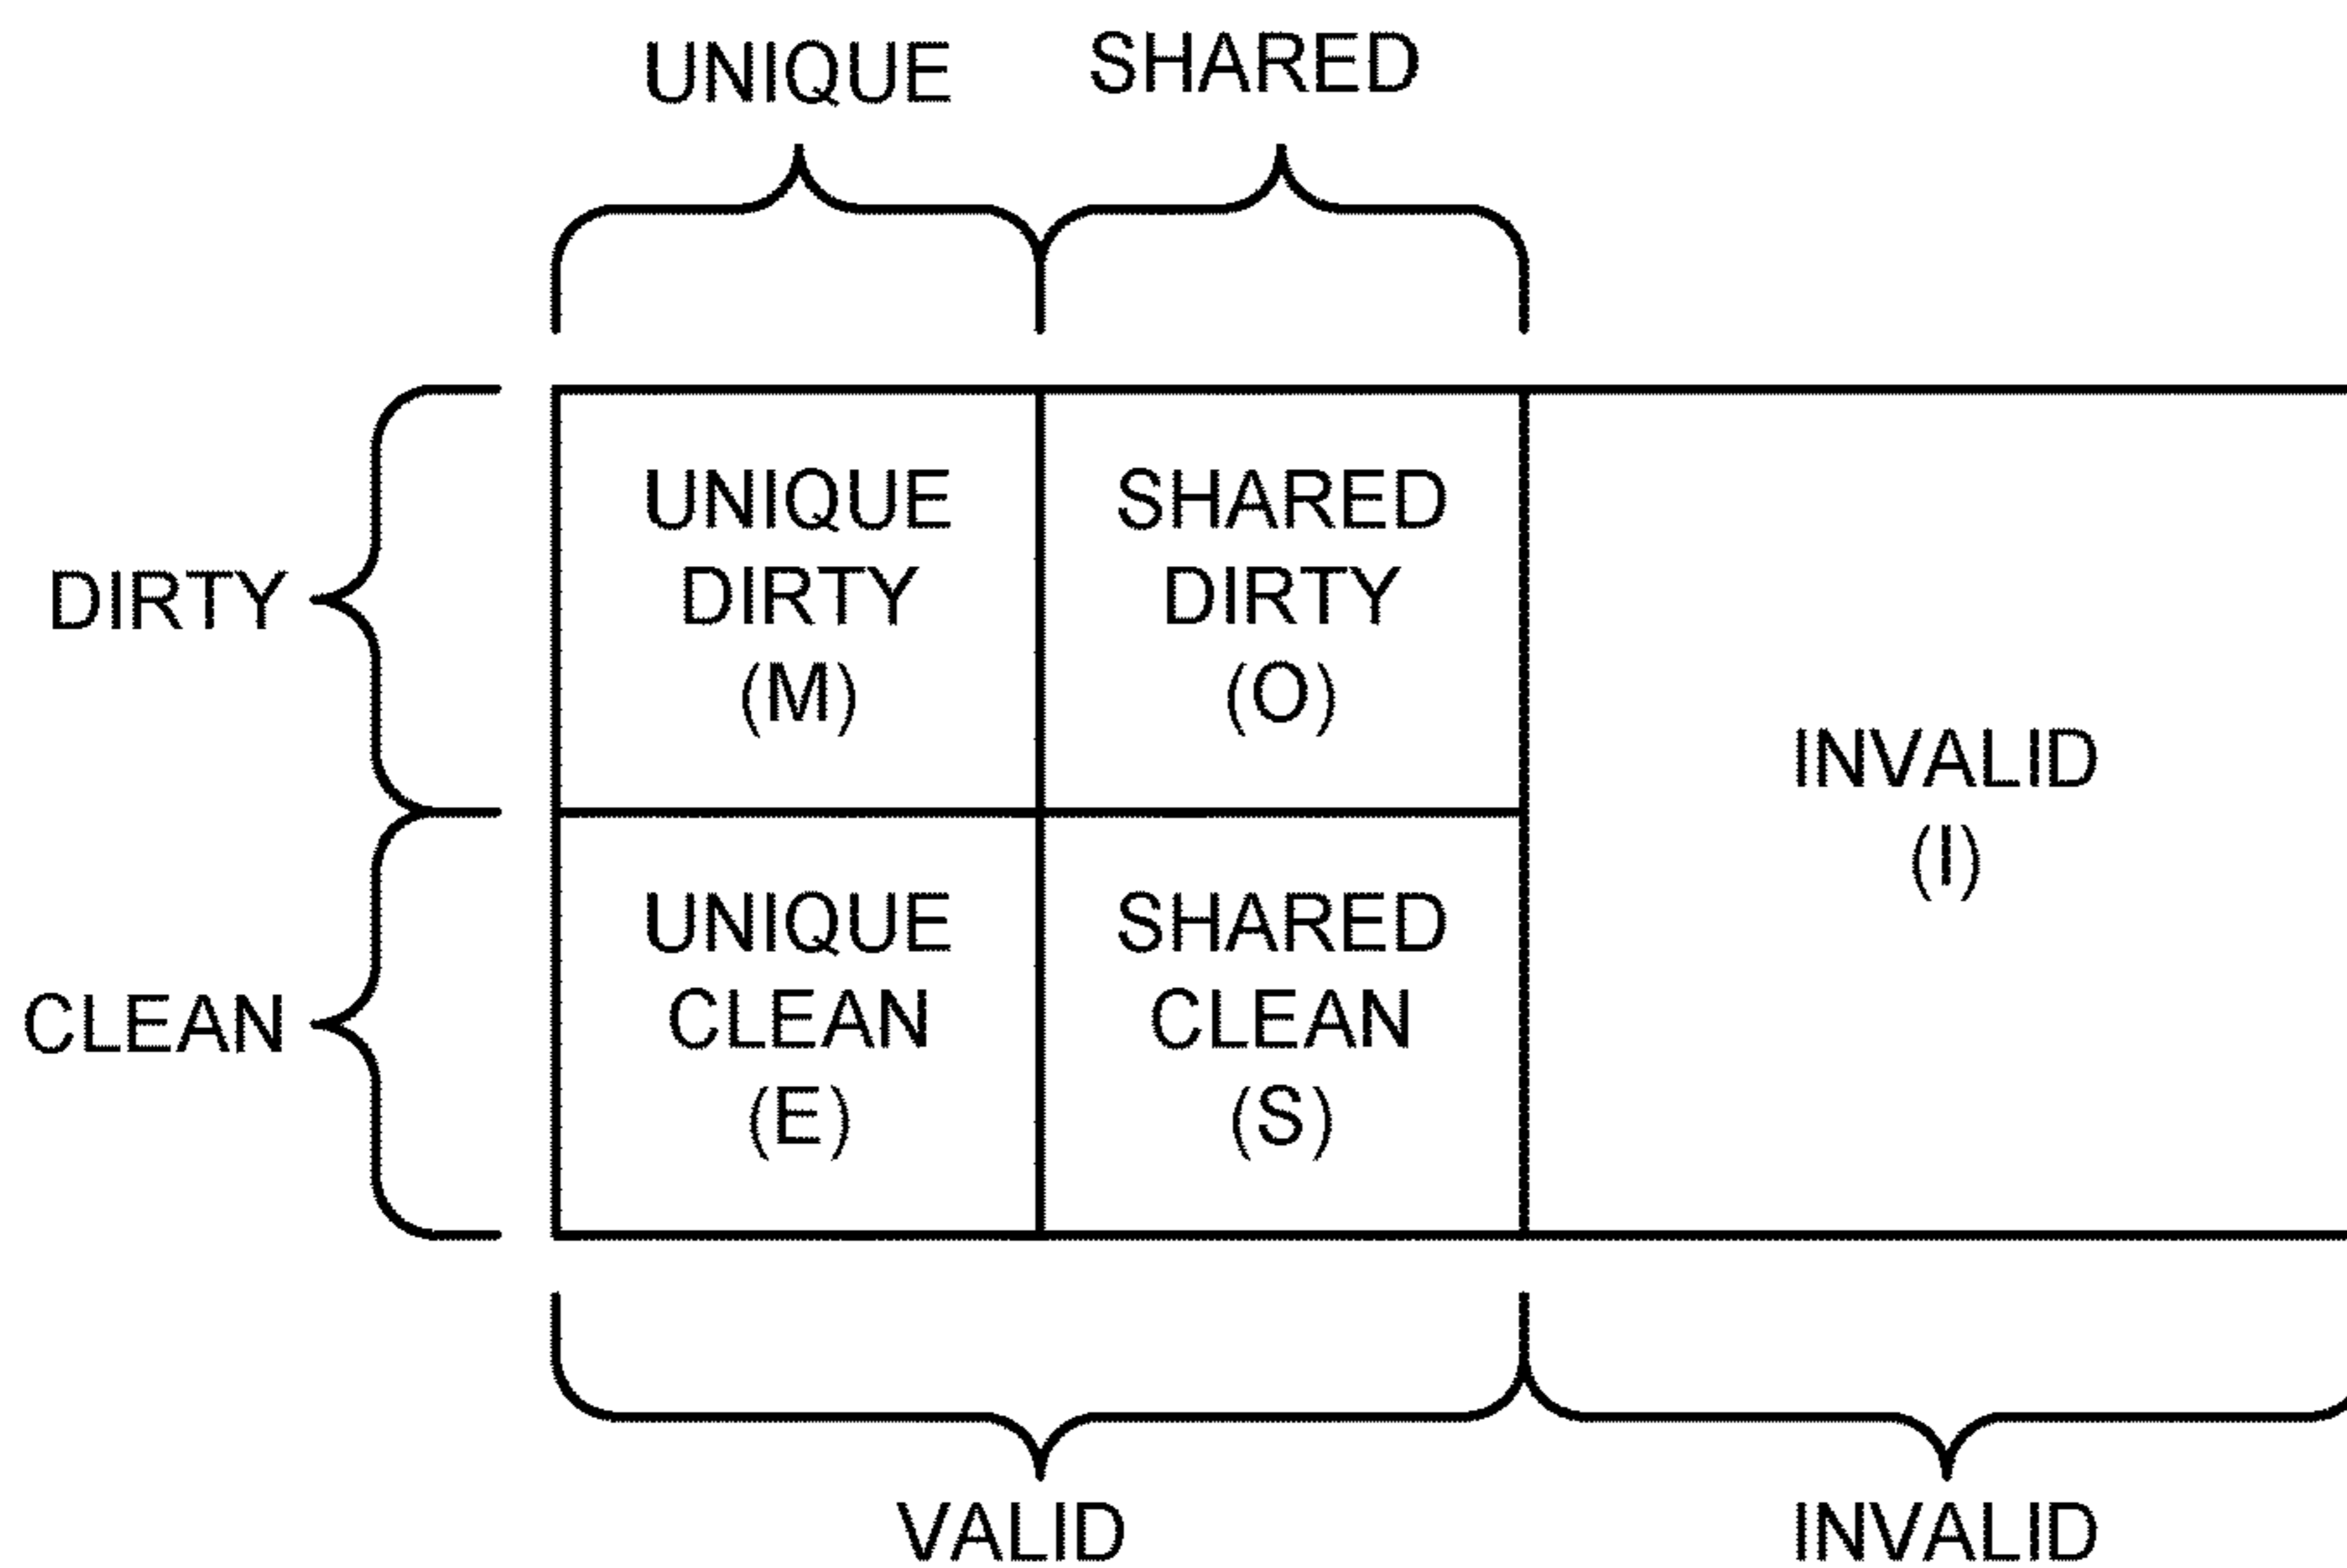 UNIQUE SHARED
DIRTY
UNIQUE
DIRTY
(M)
SHARED
DIRTY
(O)
INVALID
(I)
CLEAN
UNIQUE
CLEAN
(E)
SHARED
CLEAN
(S)
VALID
INVALID